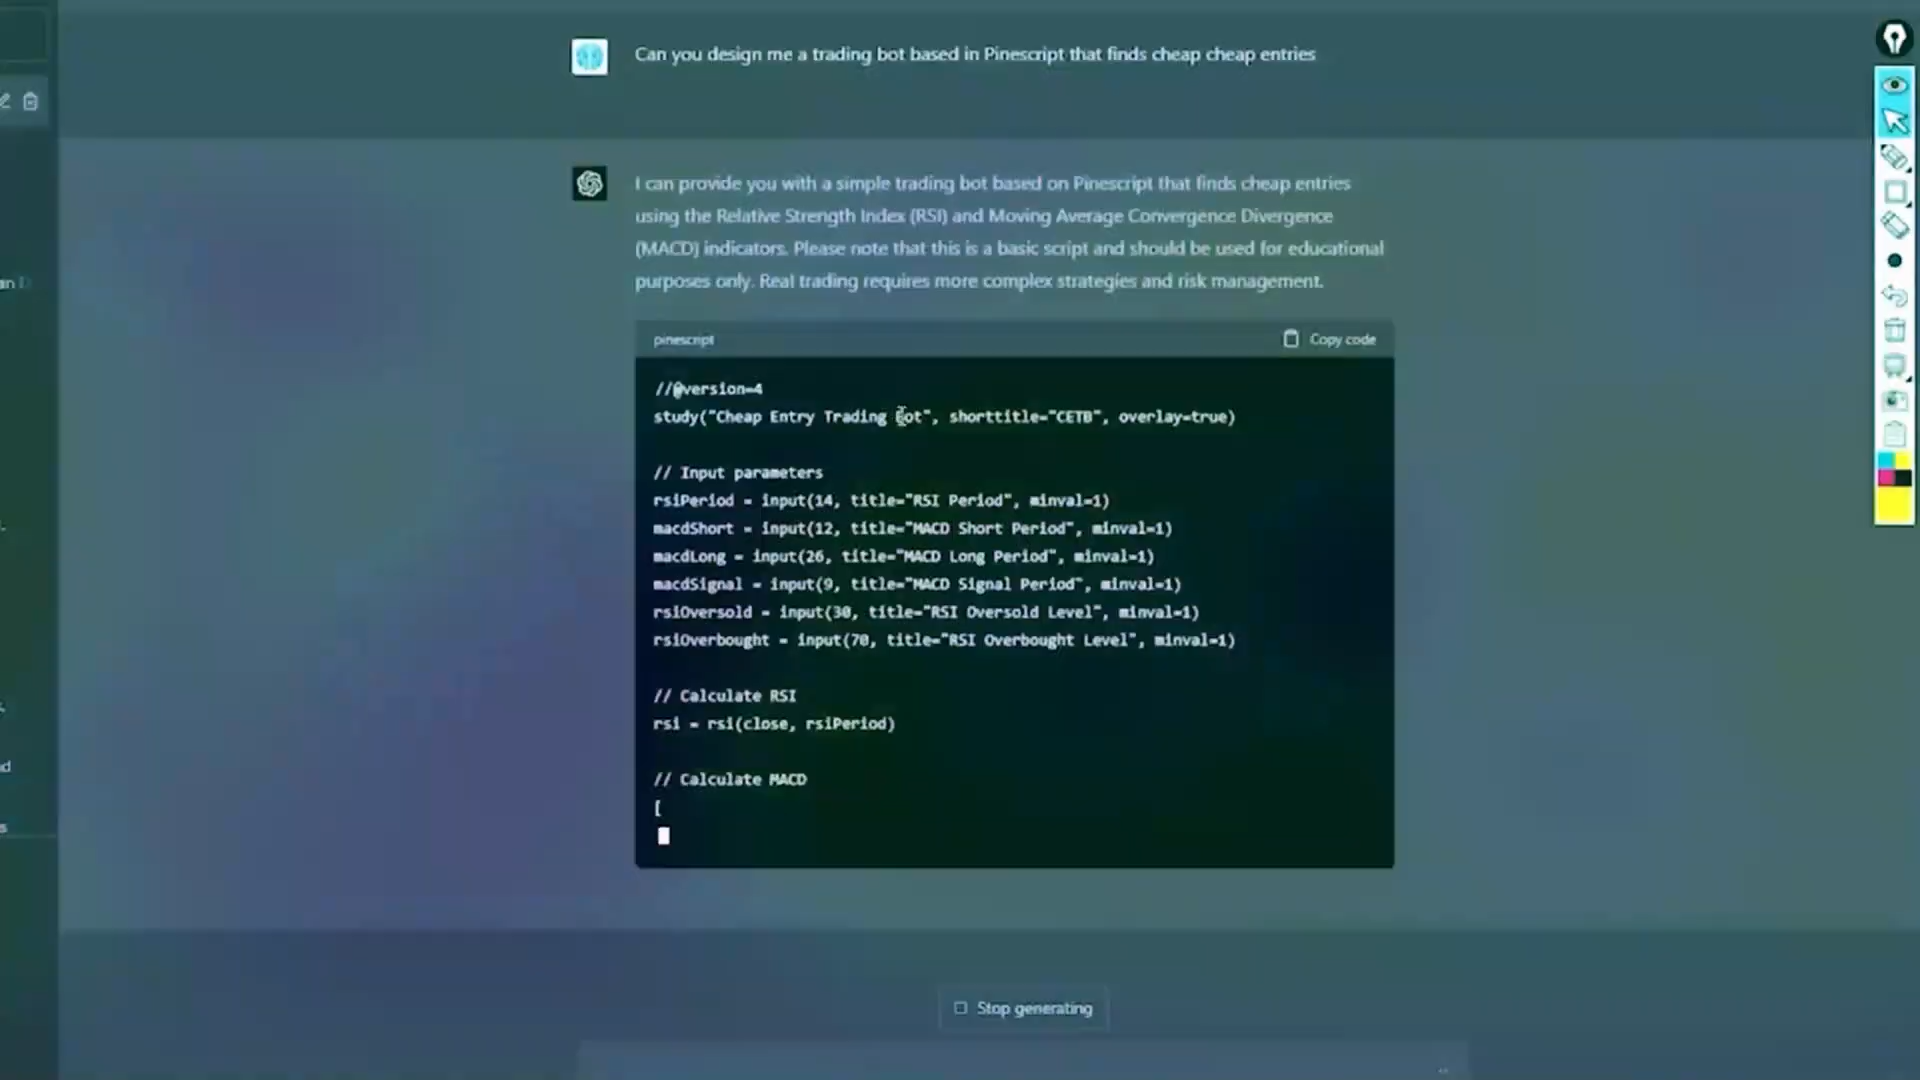 Can you design me a trading bot based in Pinescript that finds cheap cheap entries
I can provide you with a simple trading bot based on Pinescript that finds cheap entries
using the Relative Strength Index (RSI) and Moving Average Convergence Divergence
(MACD) indicators. Please note that this is a basic script and should be used for educational
purposes only. Real trading requires more complex strategies and risk management.
pinescript
Copy code
//@version=4
study("Cheap Entry Trading Bot", shorttitle="CETB", overlay=true)
// Input parameters
rsiPeriod = input(14, title="RSI Period", minval=1)
macdShort = input(12, title="MACD Short Period", minval=1)
macdLong = input(26, title="MACD Long Period", minval=1)
macdSignal = input(9, title="MACD Signal Period", minval=1)
rsiOversold = input(30, title="RSI Oversold Level", minval=1)
rsiOverbought = input(70, title="RSI Overbought Level", minval=1)
// Calculate RSI
rsi = rsi(close, rsiPeriod)
// Calculate MACD
[
Stop generating